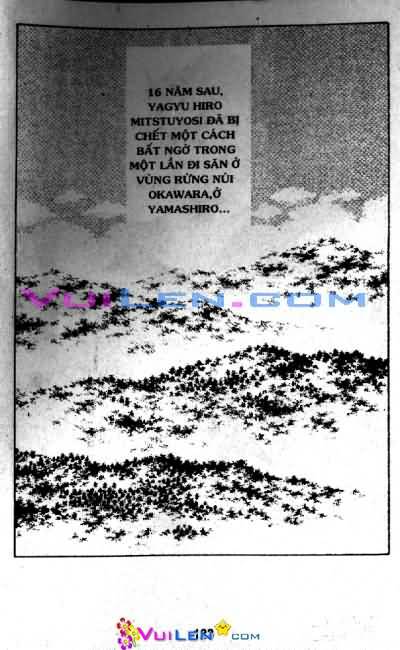 16 NĂM SAU,
YAGYU HIRO
MITSTUYOSI ĐÃ BỊ
CHẾT MỘT CÁCH
BẤT NGỜ TRONG
MỘT LẦN ĐI SĂN Ở
VÙNG RỪNG NÚI
OKAWARA,Ở
YAMASHIRO...
VUILEN.COM
VUILEN.COM